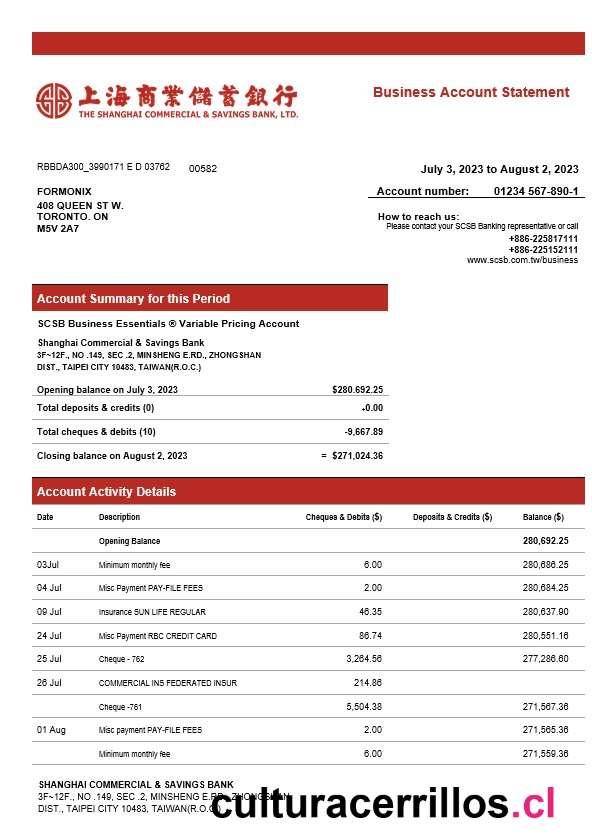 上海商業儲蓄銀行
THE SHANGHAI COMMERCIAL & SAVINGS BANK, LTD.
Business Account Statement
RBBDA300_3990171 E D 03762 00582
July 3, 2023 to August 2, 2023
FORMONIX
Account number: 01234 567-890-1
408 QUEEN ST W.
TORONTO. ON
M5V 2A7
How to reach us:
Please contact your SCSB Banking representative or call
+886-225817111
+886-225152111
www.scsb.com.tw/business
Account Summary for this Period
SCSB Business Essentials ® Variable Pricing Account
Shanghai Commercial & Savings Bank
3F~12F., NO .149, SEC .2, MINSHENG E.RD., ZHONGSHAN
DIST., TAIPEI CITY 10483, TAIWAN(R.O.C.)
Opening balance on July 3, 2023 $280.692.25
Total deposits & credits (0) +0.00
Total cheques & debits (10) -9,667.89
Closing balance on August 2, 2023 = $271,024.36
Account Activity Details
Date Description Cheques & Debits ($) Deposits & Credits ($) Balance ($)
Opening Balance 280,692.25
03Jul Minimum monthly fee 6.00 280,686.25
04 Jul Misc Payment PAY-FILE FEES 2.00 280,684.25
09 Jul Insurance SUN LIFE REGULAR 46.35 280,637.90
24 Jul Misc Payment RBC CREDIT CARD 86.74 280,551.16
25 Jul Cheque - 762 3,264.56 277,286.60
26 Jul COMMERCIAL INS FEDERATED INSUR 214.86
Cheque -761 5,504.38 271,567.36
01 Aug Misc payment PAY-FILE FEES 2.00 271,565.36
Minimum monthly fee 6.00 271,559.36
SHANGHAI COMMERCIAL & SAVINGS BANK
3F~12F., NO .149, SEC .2, MINSHENG E.RD., ZHONGSHAN
DIST., TAIPEI CITY 10483, TAIWAN(R.O.C.)
culturacerrillos.cl